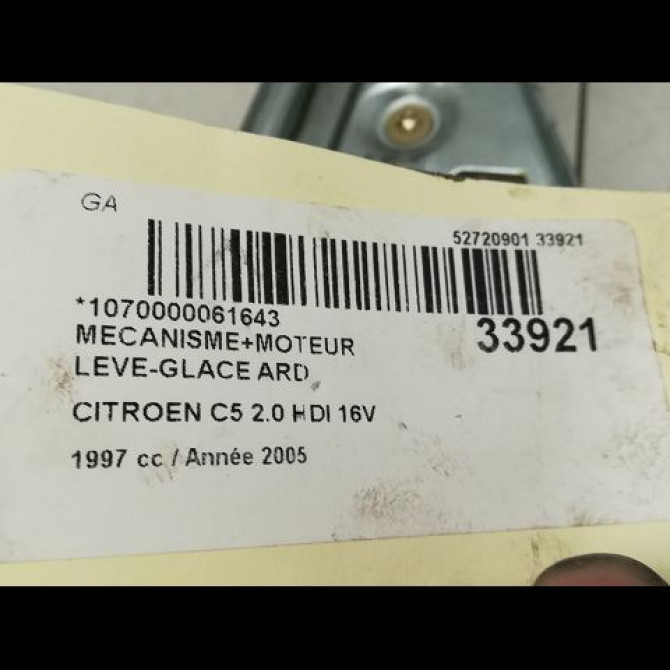 GA
52720901 33921
*1070000061643
33921
MECANISME+MOTEUR
LEVE-GLACE ARD
CITROEN C5 2.0 HDI 16V
1997 cc / Année 2005